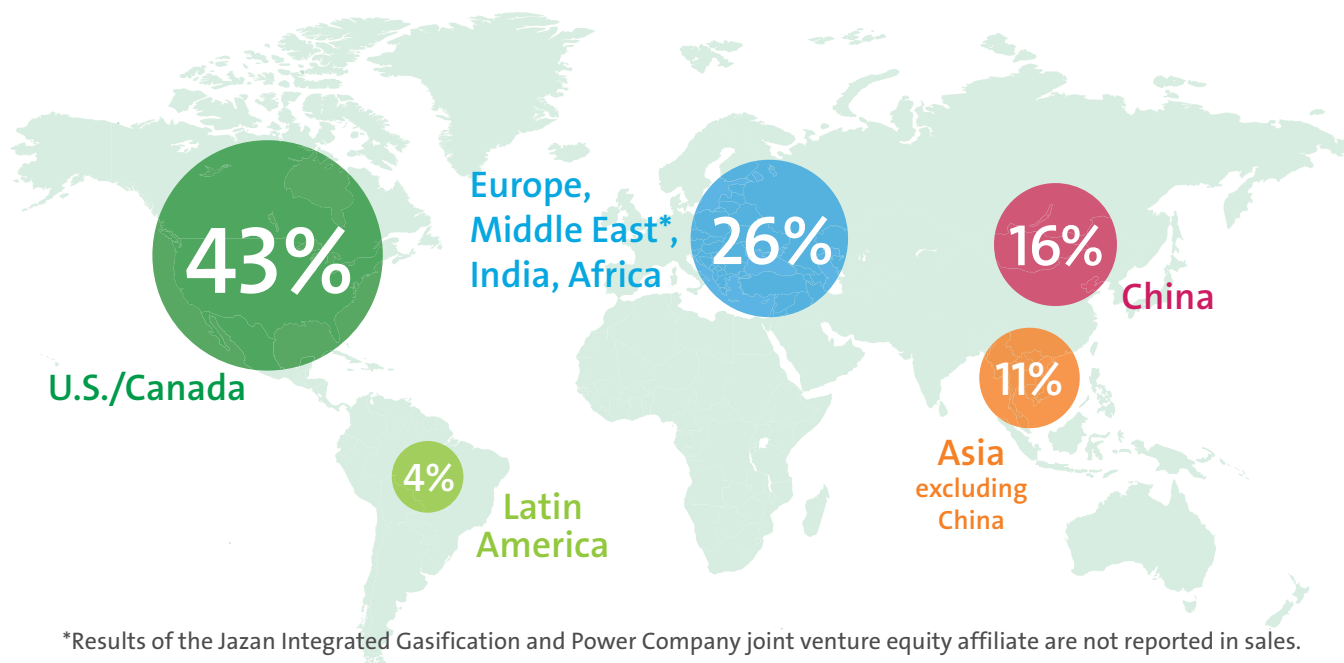 43%
U.S./Canada
Europe,
Middle East*,
India, Africa
26%
16%
China
11%
Asia
excluding
China
4%
Latin
America
*Results of the Jazan Integrated Gasification and Power Company joint venture equity affiliate are not reported in sales.